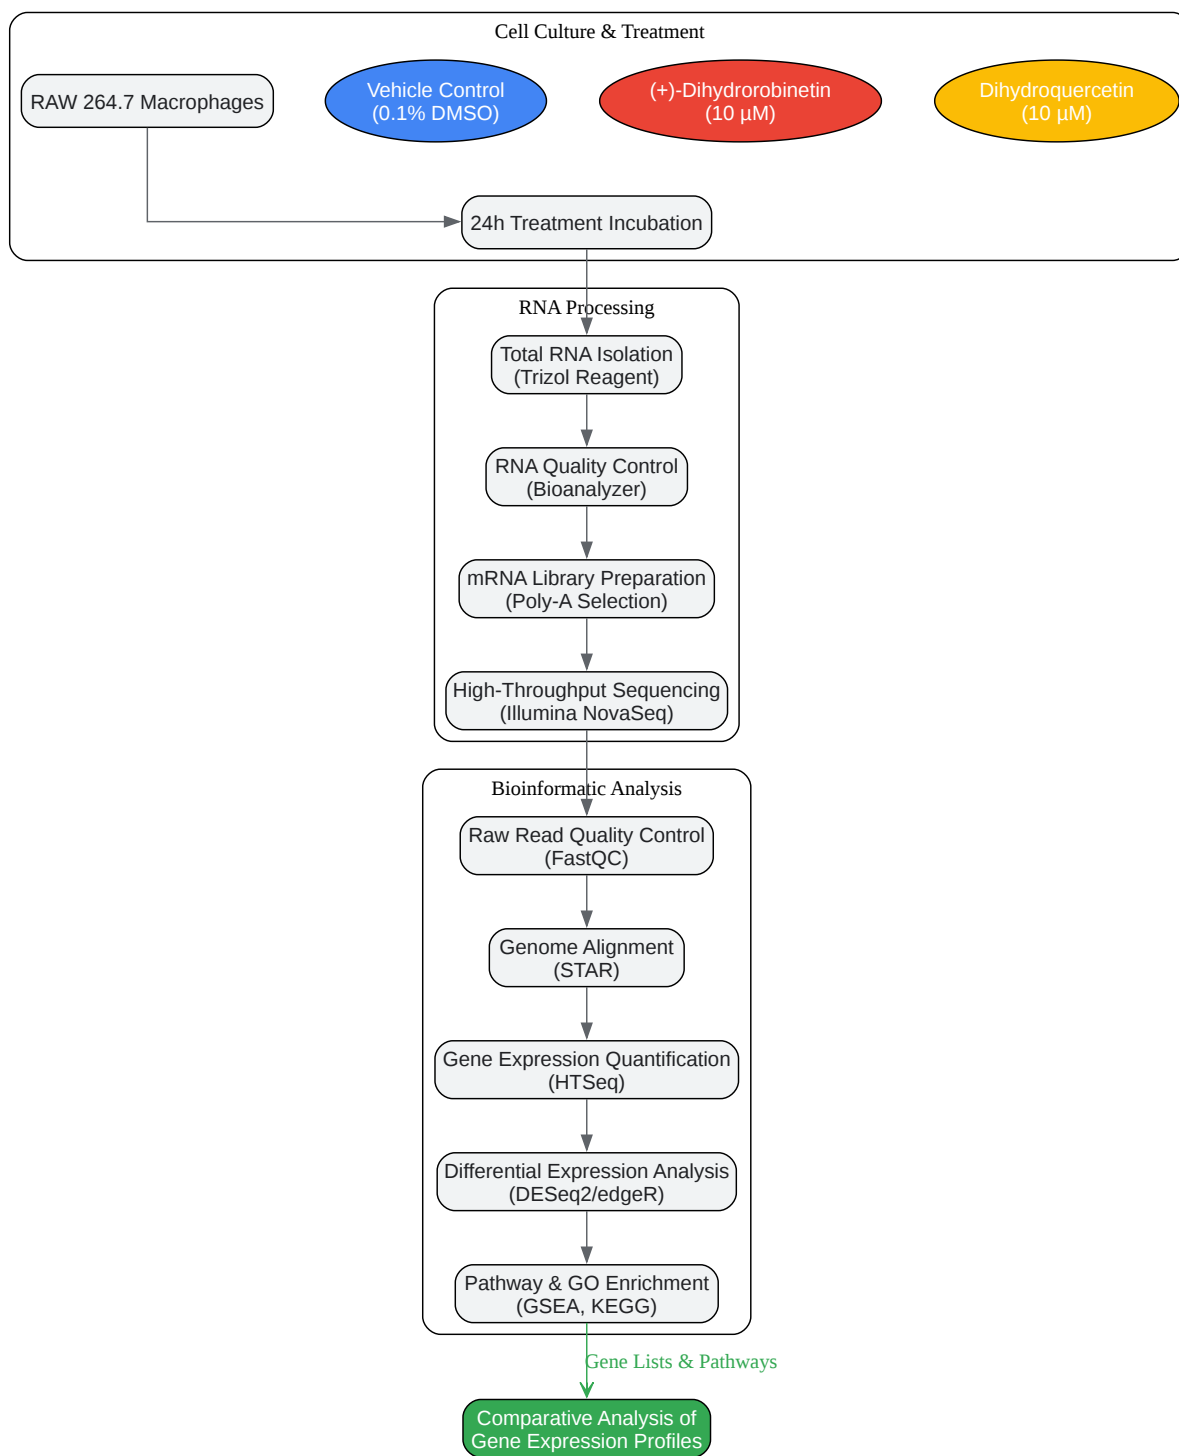 Cell Culture & Treatment
RAW 264.7 Macrophages
Vehicle Control
(0.1% DMSO)
(+)-Dihydrorobinetin
(10 µM)
Dihydroquercetin
(10 µM)
24h Treatment Incubation
RNA Processing
Total RNA Isolation
(Trizol Reagent)
RNA Quality Control
(Bioanalyzer)
mRNA Library Preparation
(Poly-A Selection)
High-Throughput Sequencing
(Illumina NovaSeq)
Bioinformatic Analysis
Raw Read Quality Control
(FastQC)
Genome Alignment
(STAR)
Gene Expression Quantification
(HTSeq)
Differential Expression Analysis
(DESeq2/edgeR)
Pathway & GO Enrichment
(GSEA, KEGG)
Gene Lists & Pathways
Comparative Analysis of
Gene Expression Profiles